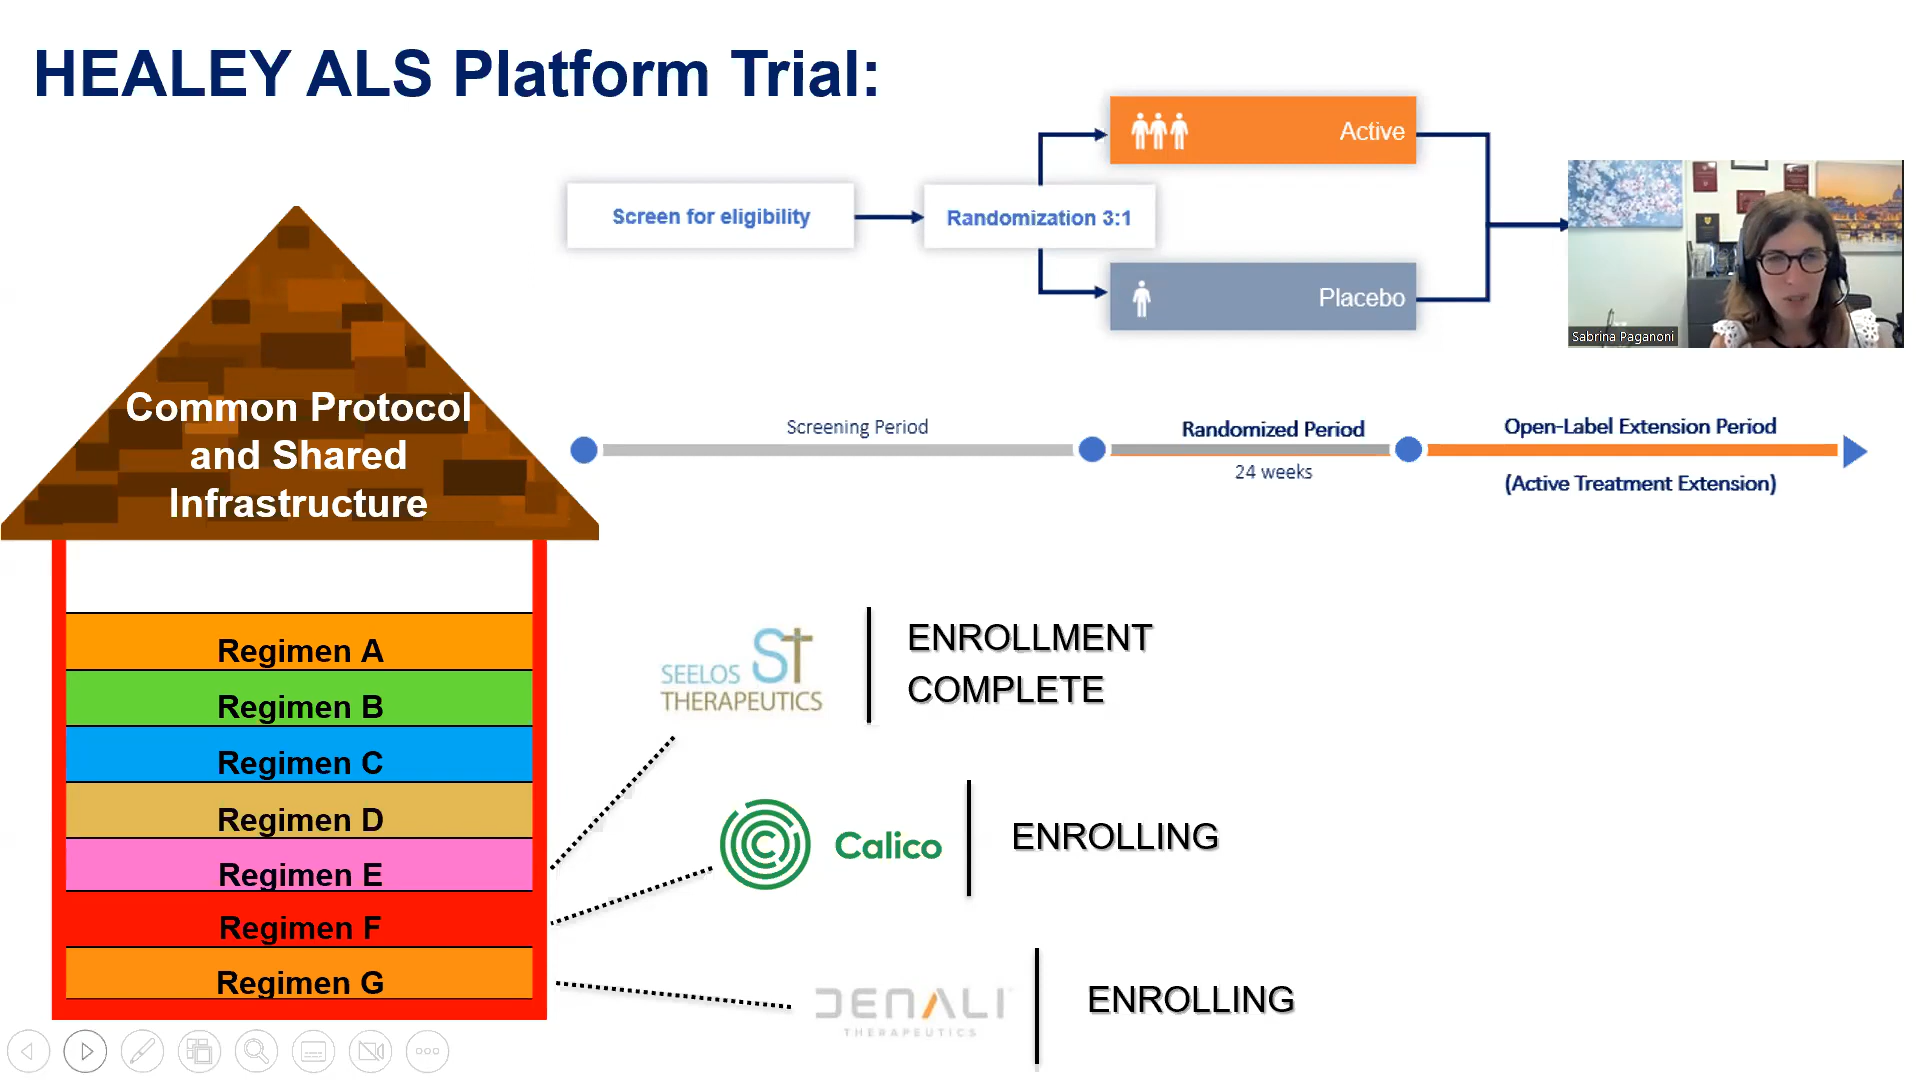 HEALEY ALS Platform Trial:
Active
Screen for eligibility
Randomization 3:1
Placebo
Sabrina Paganoni
Common Protocol
and Shared
Infrastructure
Screening Period
Randomized Period
24 weeks
Open-Label Extension Period
(Active Treatment Extension)
Regimen A
Regimen B
Regimen C
Regimen D
Regimen E
Regimen F
Regimen G
St
SEELOS
THERAPEUTICS
ENROLLMENT
COMPLETE
C
Calico
ENROLLING
DENALI
THERAPEUTICS
ENROLLING